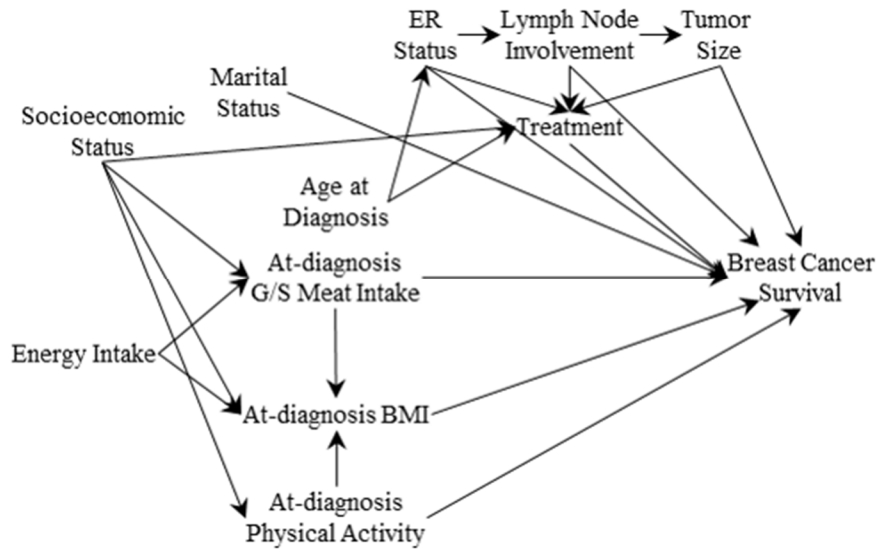 ER
Status
Lymph Node
Involvement
Tumor
Size
Marital
Status
Socioeconomic
Status
Treatment
Age at
Diagnosis
At-diagnosis
G/S Meat Intake
Breast Cancer
Survival
Energy Intake
At-diagnosis BMI
At-diagnosis
Physical Activity